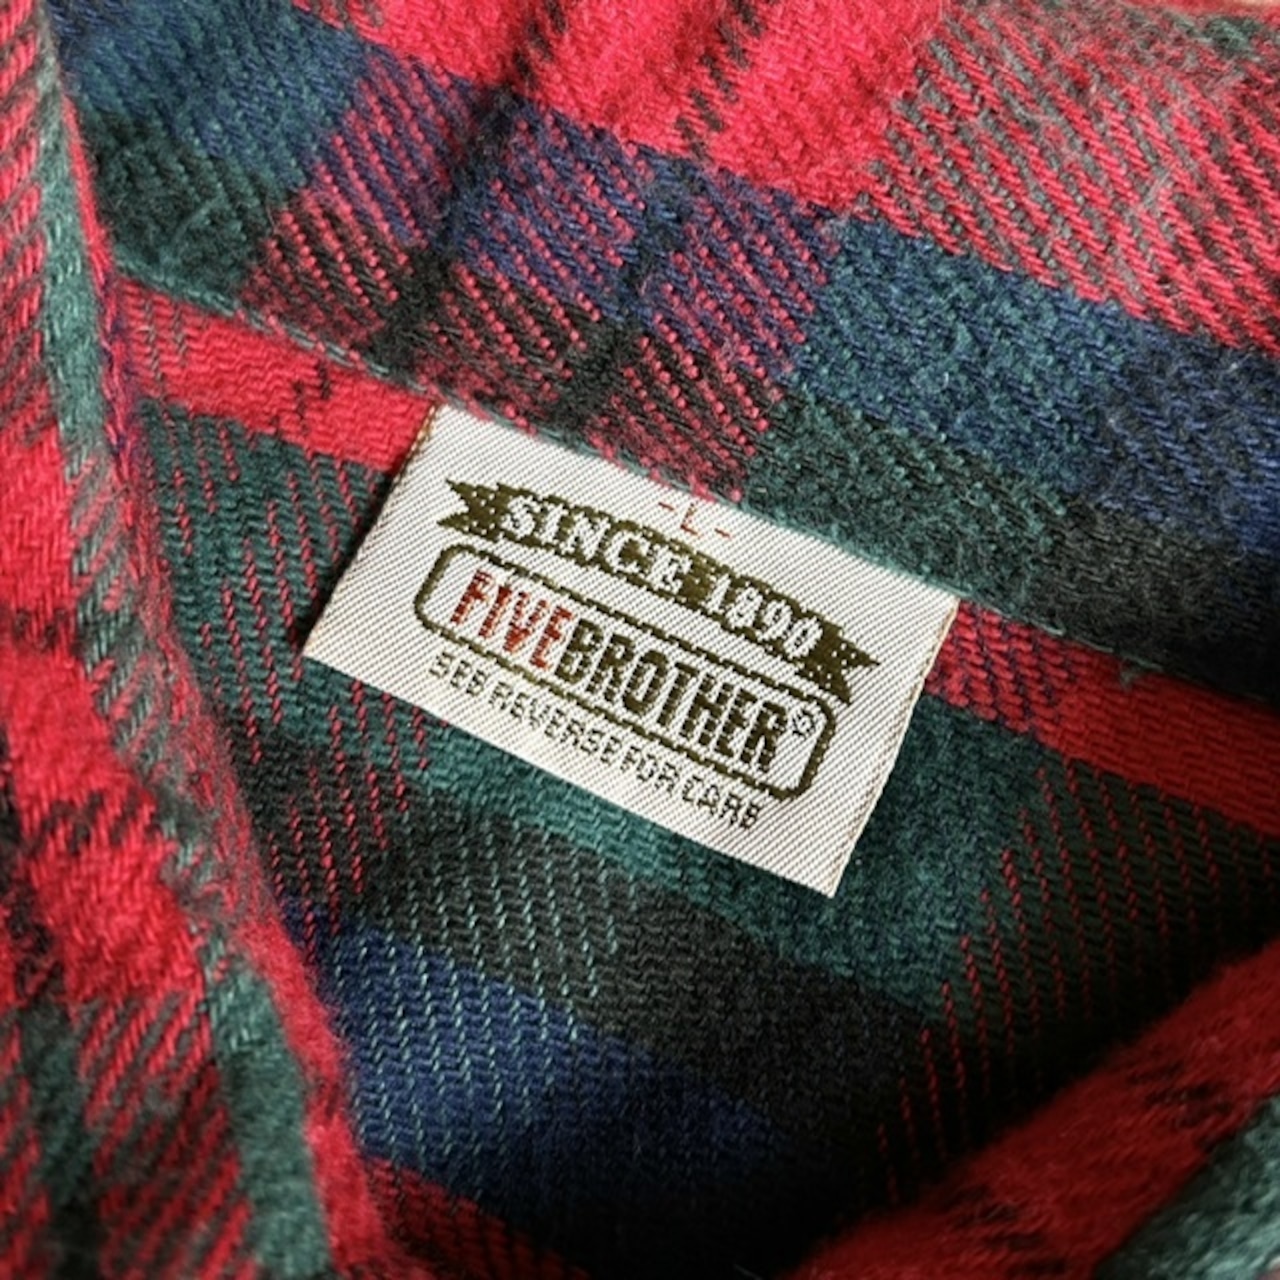 -L-
SINCE 1890
FIVEBROTHER®
SEE REVERSE FOR CARE